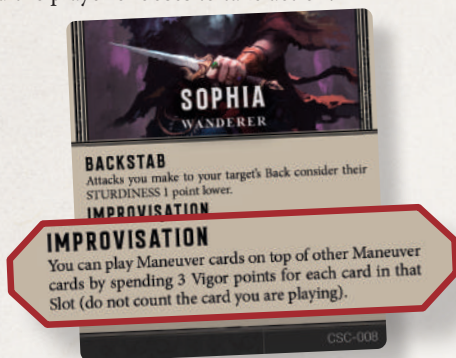 SOPHIA
WANDERER
BACKSTAB
Attacks you make to your target's Back consider their
STURDINESS 1 point lower.
IMPROVISATION
IMPROVISATION
You can play Maneuver cards on top of other Maneuver
cards by spending 3 Vigor points for each card in that
Slot (do not count the card you are playing).
CSC-008